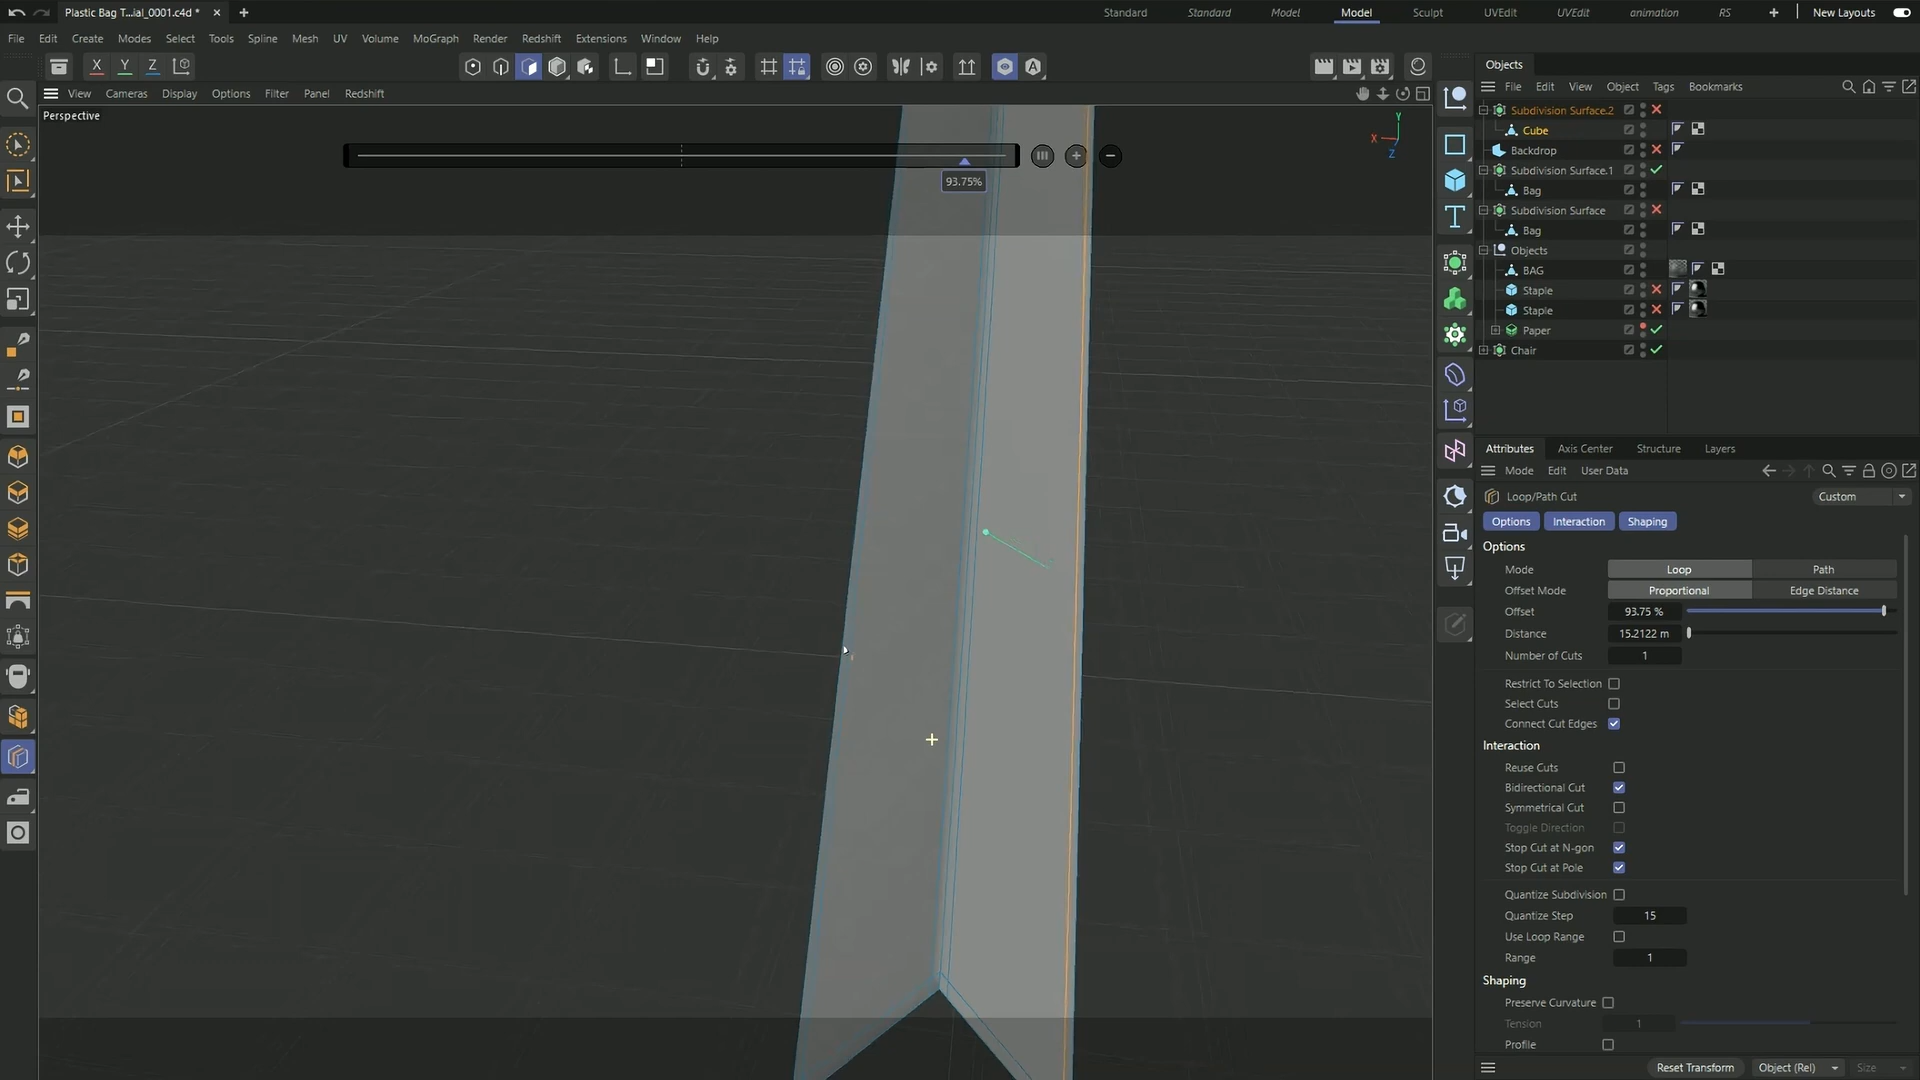 Plastic Bag T...ial_0001.c4d *
Standard
Standard
Model
Model
Sculpt
UVEdit
UVEdit
animation
RS
New Layouts
File
Edit
Create
Modes
Select
Tools
Spline
Mesh
UV
Volume
MoGraph
Render
Redshift
Extensions
Window
Help
X
Y
Z
View
Cameras
Display
Options
Filter
Panel
Redshift
Perspective
Y
X
Z
93.75%
Objects
File
Edit
View
Object
Tags
Bookmarks
Subdivision Surface.2
Cube
Backdrop
Subdivision Surface.1
Bag
Subdivision Surface
Bag
Objects
BAG
Staple
Staple
Paper
Chair
Attributes
Axis Center
Structure
Layers
Mode
Edit
User Data
Loop/Path Cut
Custom
Options
Interaction
Shaping
Options
Mode
Loop
Path
Offset Mode
Proportional
Edge Distance
Offset
93.75 %
Distance
15.2122 m
Number of Cuts
1
Restrict To Selection
Select Cuts
Connect Cut Edges
Interaction
Reuse Cuts
Bidirectional Cut
Symmetrical Cut
Toggle Direction
Stop Cut at N-gon
Stop Cut at Pole
Quantize Subdivision
Quantize Step
15
Use Loop Range
Range
1
Shaping
Preserve Curvature
Tension
1
Profile
Reset Transform
Object (Rel)
Size